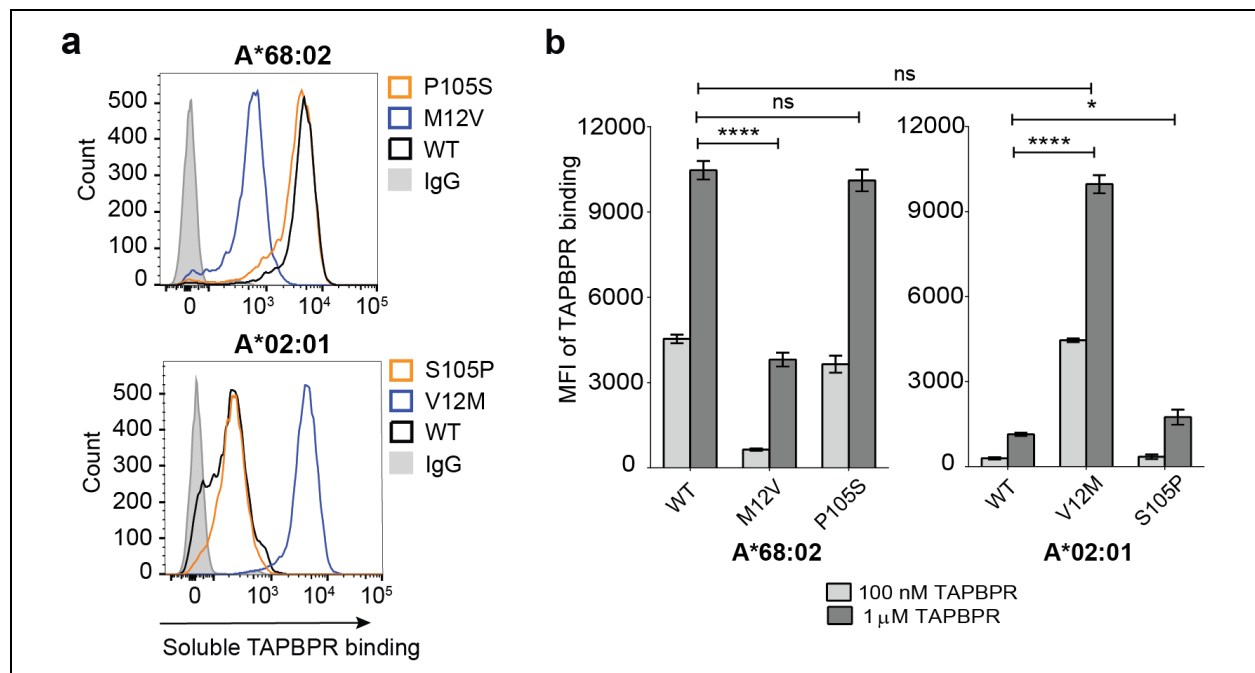 a
A*68:02
500
400
300
200
100
0
Count
0 10³ 10⁴ 10⁵
P105S
M12V
WT
IgG
A*02:01
500
400
300
200
100
0
Count
0 10³ 10⁴ 10⁵
S105P
V12M
WT
IgG
Soluble TAPBPR binding
b
ns
ns
*
****
****
MFI of TAPBPR binding
12000
9000
6000
3000
0
WT M12V P105S
A*68:02
12000
9000
6000
3000
0
WT V12M S105P
A*02:01
100 nM TAPBPR
1 μM TAPBPR